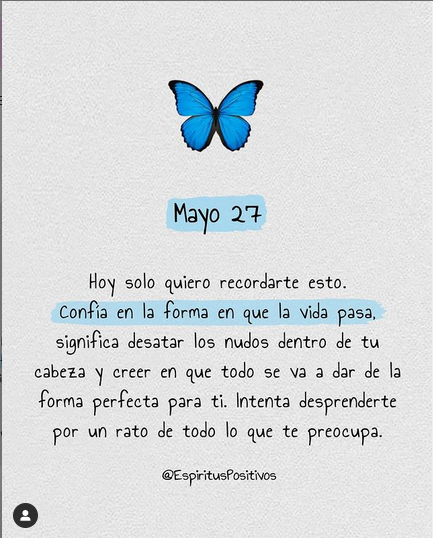 Mayo 27
Hoy solo quiero recordarte esto.
Confía en la forma en que la vida pasa,
significa desatar los nudos dentro de tu
cabeza y creer en que todo se va a dar de la
forma perfecta para ti. Intenta desprenderte
por un rato de todo lo que te preocupa.
@EspiritusPositivos